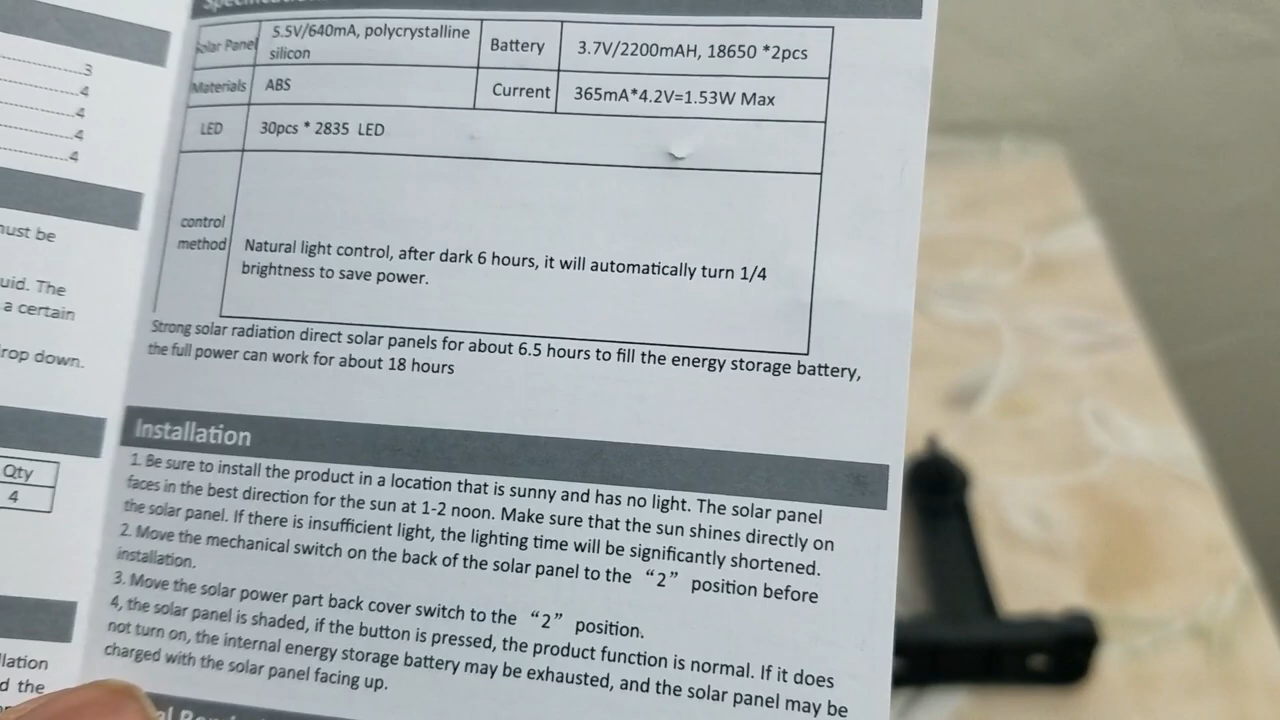 3
4
4
4
4
must be
uid. The
a certain
drop down.
Qty
4
lation
d the
Solar Panel
5.5V/640mA, polycrystalline
silicon
Battery
3.7V/2200mAH, 18650 *2pcs
Materials
ABS
Current
365mA*4.2V=1.53W Max
LED
30pcs * 2835 LED
control
method
Natural light control, after dark 6 hours, it will automatically turn 1/4
brightness to save power.
Strong solar radiation direct solar panels for about 6.5 hours to fill the energy storage battery,
the full power can work for about 18 hours
Installation
1. Be sure to install the product in a location that is sunny and has no light. The solar panel
faces in the best direction for the sun at 1-2 noon. Make sure that the sun shines directly on
the solar panel. If there is insufficient light, the lighting time will be significantly shortened.
2. Move the mechanical switch on the back of the solar panel to the “2” position before
installation.
3. Move the solar power part back cover switch to the “2” position.
4, the solar panel is shaded, if the button is pressed, the product function is normal. If it does
not turn on, the internal energy storage battery may be exhausted, and the solar panel may be
charged with the solar panel facing up.